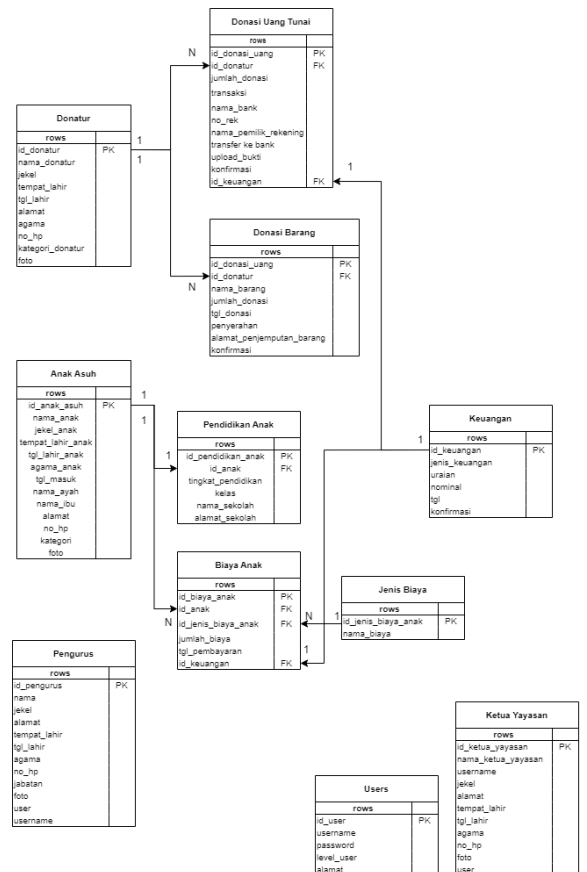 Donasi Uang Tunai
rows
id_donasi_uang PK
id_donatur FK
jumlah_donasi
transaksi
nama_bank
no_rek
nama_pemilik_rekening
transfer ke bank
upload_bukti
konfirmasi
id_keuangan FK
N
1
Donatur
rows
id_donatur PK
nama_donatur
jekel
tempat_lahir
tgl_lahir
alamat
agama
no_hp
kategori_donatur
foto
1
1
Donasi Barang
rows
id_donasi_uang PK
id_donatur FK
nama_barang
jumlah_donasi
tgl_donasi
penyerahan
alamat_penjemputan_barang
konfirmasi
N
Anak Asuh
rows
id_anak_asuh PK
nama_anak
jekel_anak
tempat_lahir_anak
tgl_lahir_anak
agama_anak
tgl_masuk
nama_ayah
nama_ibu
alamat
no_hp
kategori
foto
1
1
Pendidikan Anak
rows
id_pendidikan_anak PK
id_anak FK
tingkat_pendidikan
kelas
nama_sekolah
alamat_sekolah
1
Keuangan
rows
id_keuangan PK
jenis_keuangan
uraian
nominal
tgl
konfirmasi
1
Biaya Anak
rows
id_biaya_anak PK
id_anak FK
id_jenis_biaya_anak FK
jumlah_biaya
tgl_pembayaran
id_keuangan FK
N
N
1
1
Jenis Biaya
rows
id_jenis_biaya_anak PK
nama_biaya
Pengurus
rows
id_pengurus PK
nama
jekel
alamat
tempat_lahir
tgl_lahir
agama
no_hp
jabatan
foto
user
username
Users
rows
id_user PK
username
password
level_user
alamat
Ketua Yayasan
rows
id_ketua_yayasan PK
nama_ketua_yayasan
username
jekel
alamat
tempat_lahir
tgl_lahir
agama
no_hp
foto
user